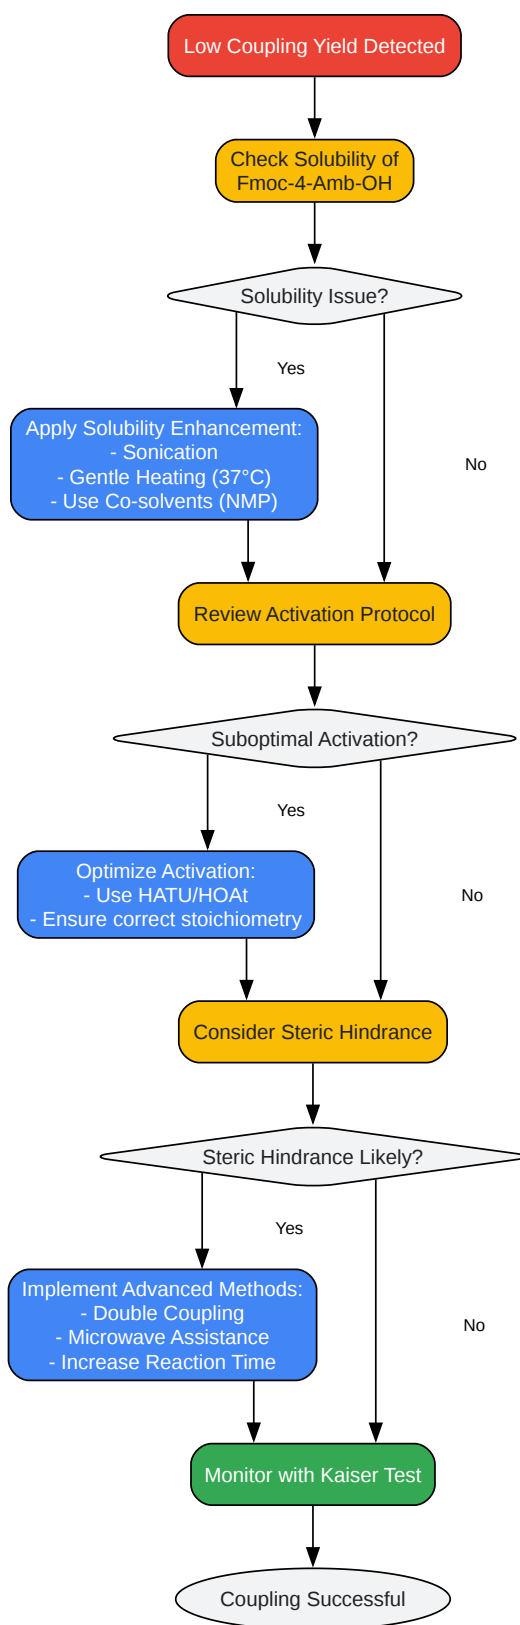 Low Coupling Yield Detected
Check Solubility of
Fmoc-4-Amb-OH
Solubility Issue?
Yes
Apply Solubility Enhancement:
- Sonication
- Gentle Heating (37°C)
- Use Co-solvents (NMP)
No
Review Activation Protocol
Suboptimal Activation?
Yes
Optimize Activation:
- Use HATU/HOAt
- Ensure correct stoichiometry
No
Consider Steric Hindrance
Steric Hindrance Likely?
Yes
Implement Advanced Methods:
- Double Coupling
- Microwave Assistance
- Increase Reaction Time
No
Monitor with Kaiser Test
Coupling Successful